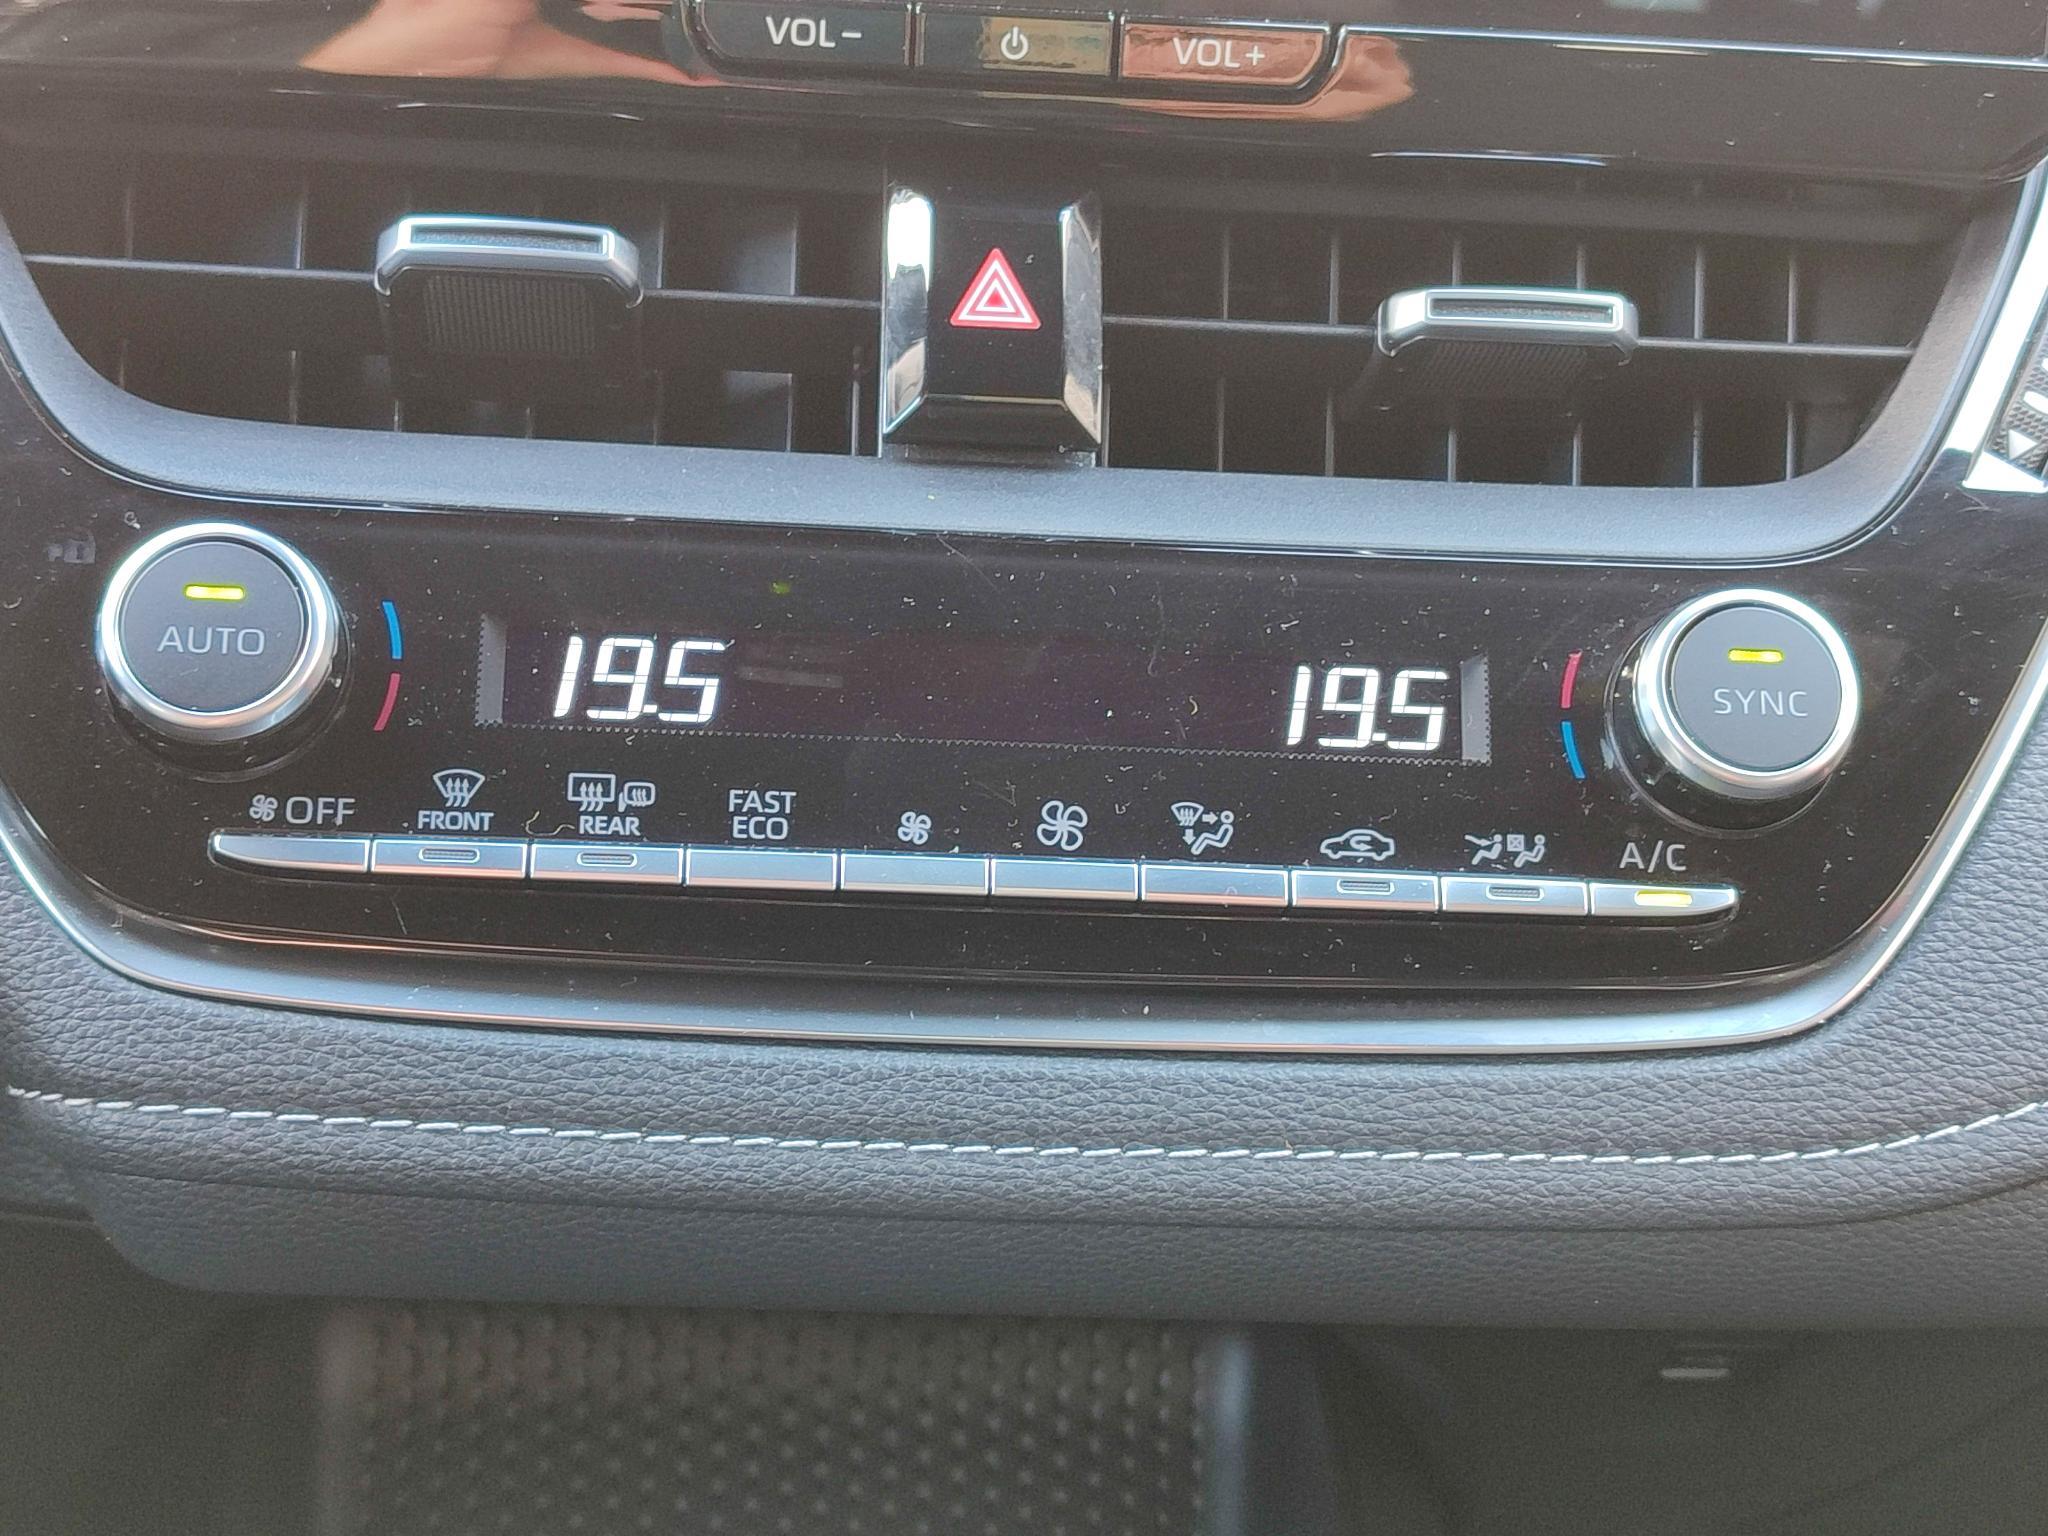 VOL- VOL+
AUTO 19.5 19.5 SYNC
OFF FRONT REAR FAST ECO A/C